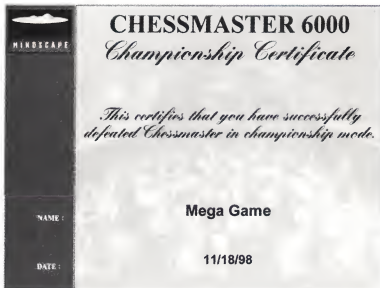 MINDSCAPE
CHESSMASTER 6000
Championship Certificate
This certifies that you have successfully
defeated Chessmaster in championship mode.
NAME :
Mega Game
DATE :
11/18/98